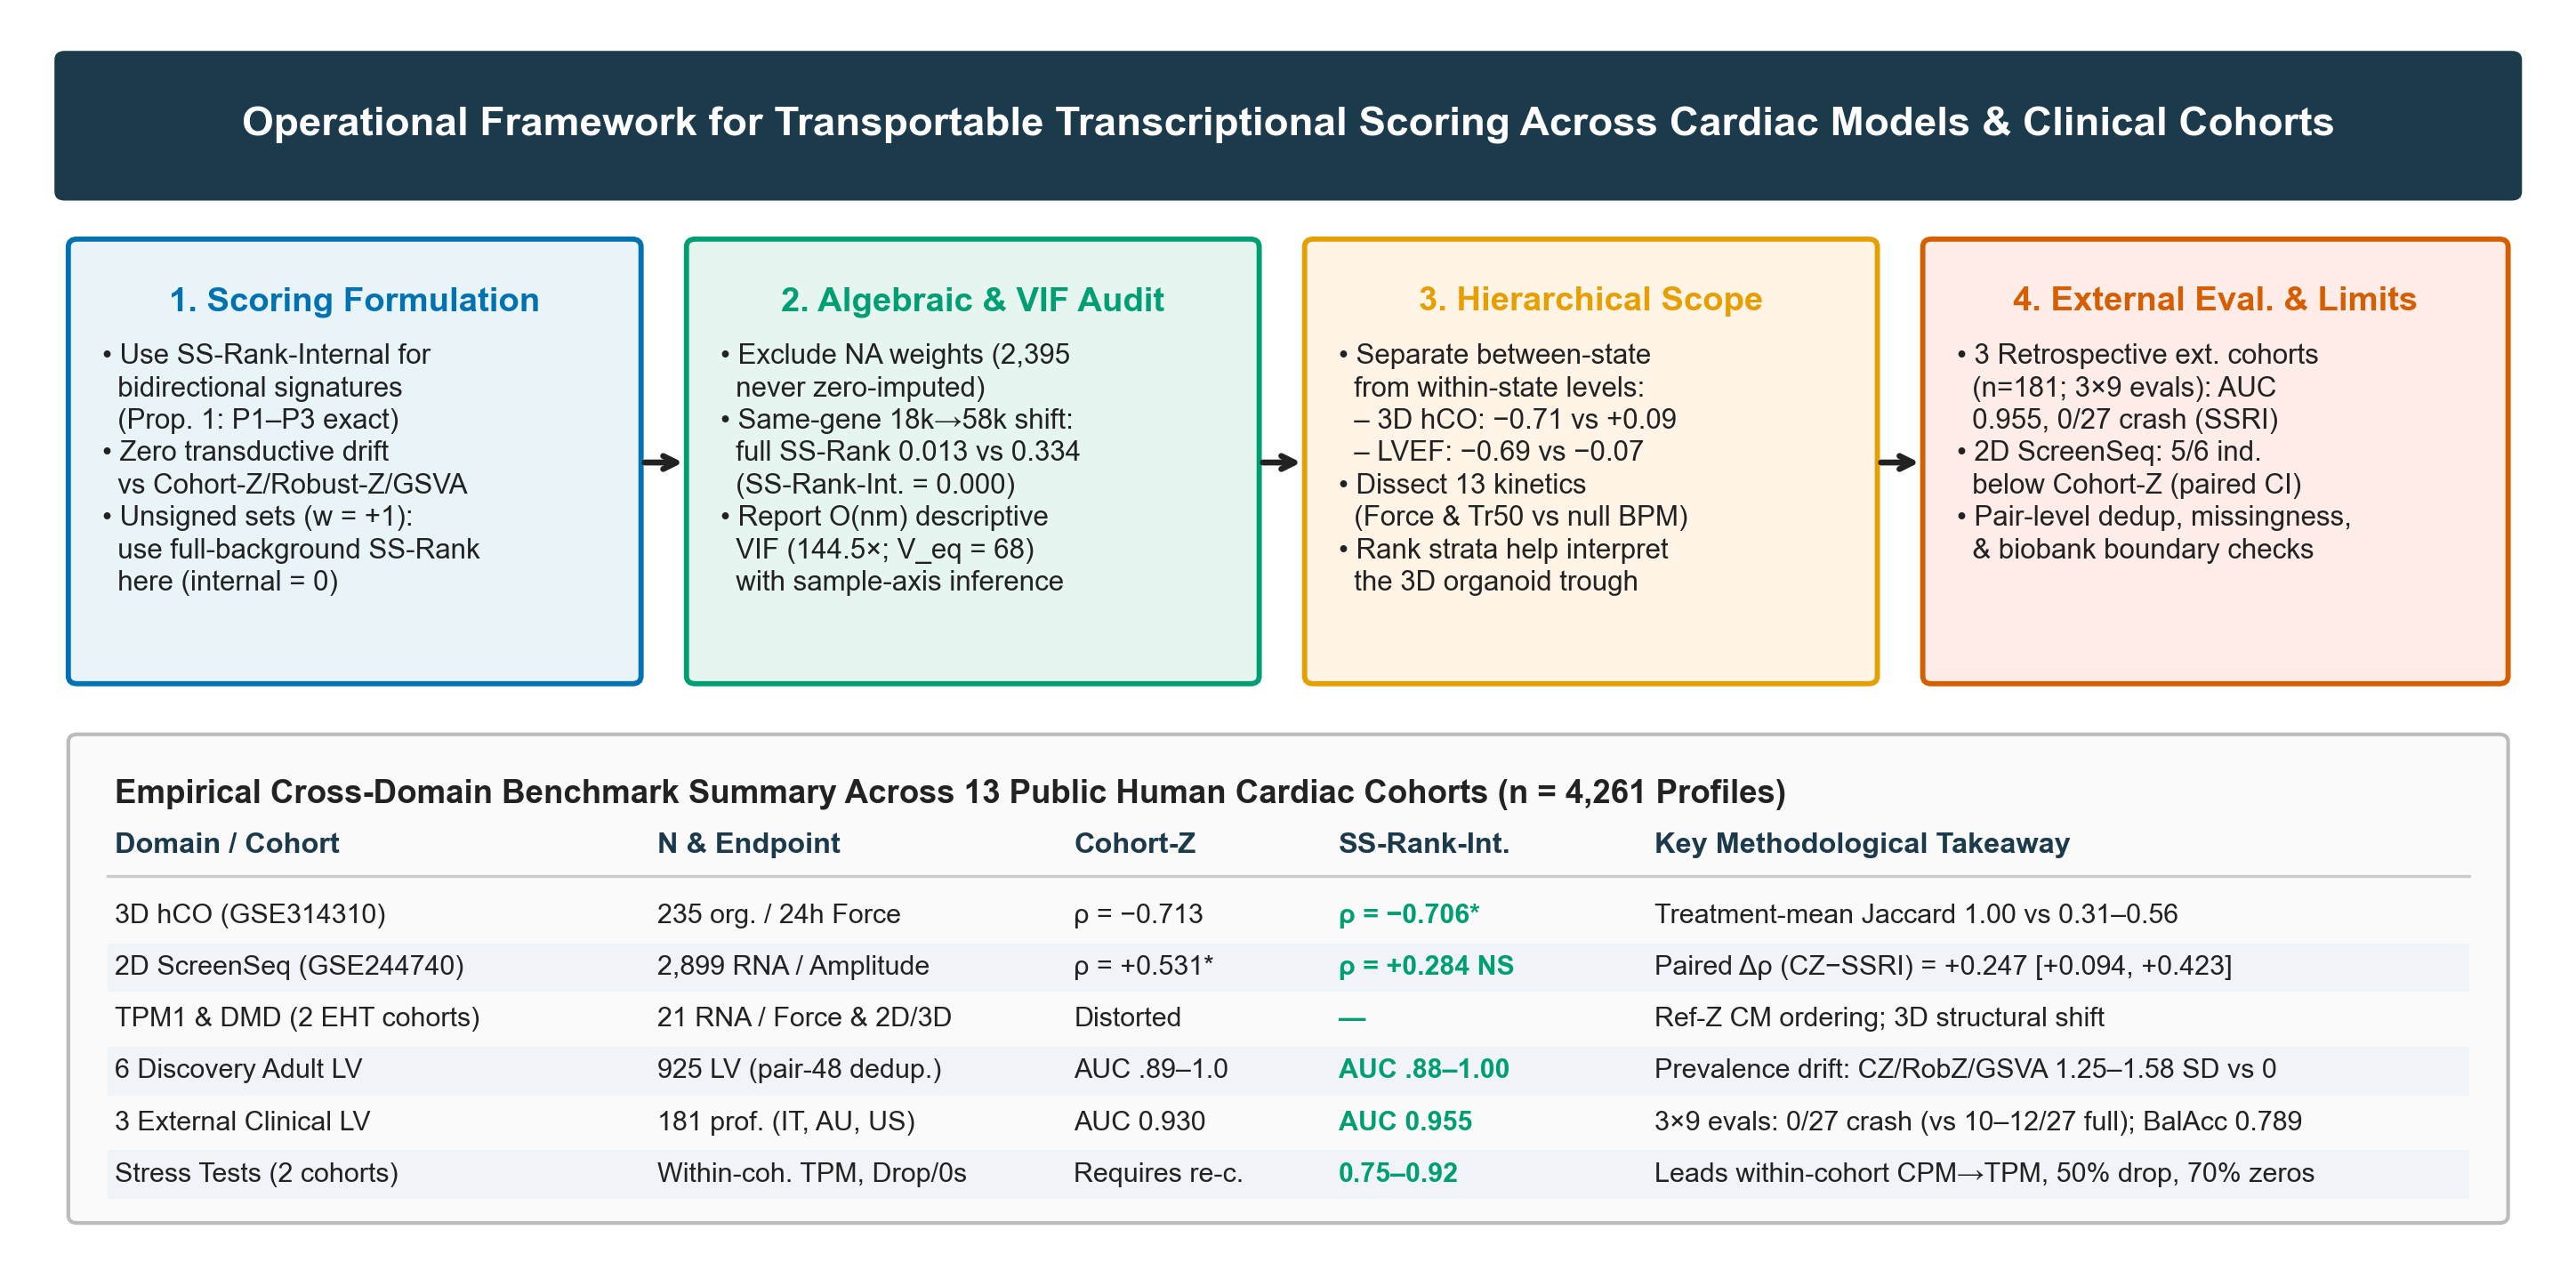 Operational Framework for Transportable Transcriptional Scoring Across Cardiac Models & Clinical Cohorts
1. Scoring Formulation
• Use SS-Rank-Internal for
bidirectional signatures
(Prop. 1: P1–P3 exact)
• Zero transductive drift
vs Cohort-Z/Robust-Z/GSVA
• Unsigned sets (w = +1):
use full-background SS-Rank
here (internal = 0)
2. Algebraic & VIF Audit
• Exclude NA weights (2,395
never zero-imputed)
• Same-gene 18k→58k shift:
full SS-Rank 0.013 vs 0.334
(SS-Rank-Int. = 0.000)
• Report O(nm) descriptive
VIF (144.5×; V_eq = 68)
with sample-axis inference
3. Hierarchical Scope
• Separate between-state
from within-state levels:
– 3D hCO: −0.71 vs +0.09
– LVEF: −0.69 vs −0.07
• Dissect 13 kinetics
(Force & Tr50 vs null BPM)
• Rank strata help interpret
the 3D organoid trough
4. External Eval. & Limits
• 3 Retrospective ext. cohorts
(n=181; 3×9 evals): AUC
0.955, 0/27 crash (SSRI)
• 2D ScreenSeq: 5/6 ind.
below Cohort-Z (paired CI)
• Pair-level dedup, missingness,
& biobank boundary checks
Empirical Cross-Domain Benchmark Summary Across 13 Public Human Cardiac Cohorts (n = 4,261 Profiles)
Domain / Cohort N & Endpoint Cohort-Z SS-Rank-Int. Key Methodological Takeaway
3D hCO (GSE314310) 235 org. / 24h Force ρ = −0.713 ρ = −0.706* Treatment-mean Jaccard 1.00 vs 0.31–0.56
2D ScreenSeq (GSE244740) 2,899 RNA / Amplitude ρ = +0.531* ρ = +0.284 NS Paired Δρ (CZ−SSRI) = +0.247 [+0.094, +0.423]
TPM1 & DMD (2 EHT cohorts) 21 RNA / Force & 2D/3D Distorted — Ref-Z CM ordering; 3D structural shift
6 Discovery Adult LV 925 LV (pair-48 dedup.) AUC .89–1.0 AUC .88–1.00 Prevalence drift: CZ/RobZ/GSVA 1.25–1.58 SD vs 0
3 External Clinical LV 181 prof. (IT, AU, US) AUC 0.930 AUC 0.955 3×9 evals: 0/27 crash (vs 10–12/27 full); BalAcc 0.789
Stress Tests (2 cohorts) Within-coh. TPM, Drop/0s Requires re-c. 0.75–0.92 Leads within-cohort CPM→TPM, 50% drop, 70% zeros